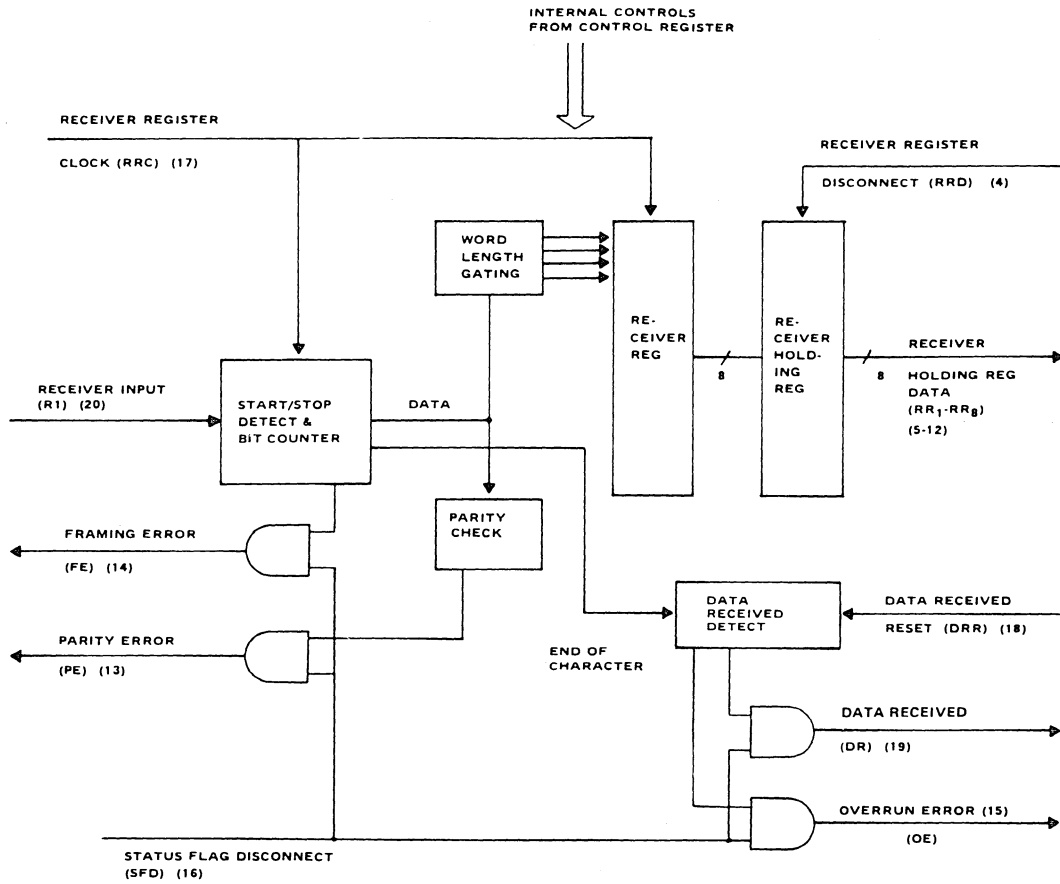 INTERNAL CONTROLS
FROM CONTROL REGISTER
RECEIVER REGISTER
CLOCK (RRC) (17)
RECEIVER REGISTER
DISCONNECT (RRD) (4)
WORD
LENGTH
GATING
RE-
CEIVER
REG
RE-
CEIVER
HOLD-
ING
REG
8
8
RECEIVER
HOLDING REG
DATA
(RR1-RR8)
(5-12)
RECEIVER INPUT
(R1) (20)
START/STOP
DETECT &
BiT COUNTER
DATA
PARITY
CHECK
FRAMING ERROR
(FE) (14)
PARITY ERROR
(PE) (13)
END OF
CHARACTER
DATA
RECEIVED
DETECT
DATA RECEIVED
RESET (DRR) (18)
DATA RECEIVED
(DR) (19)
OVERRUN ERROR (15)
(OE)
STATUS FLAG DISCONNECT
(SFD) (16)